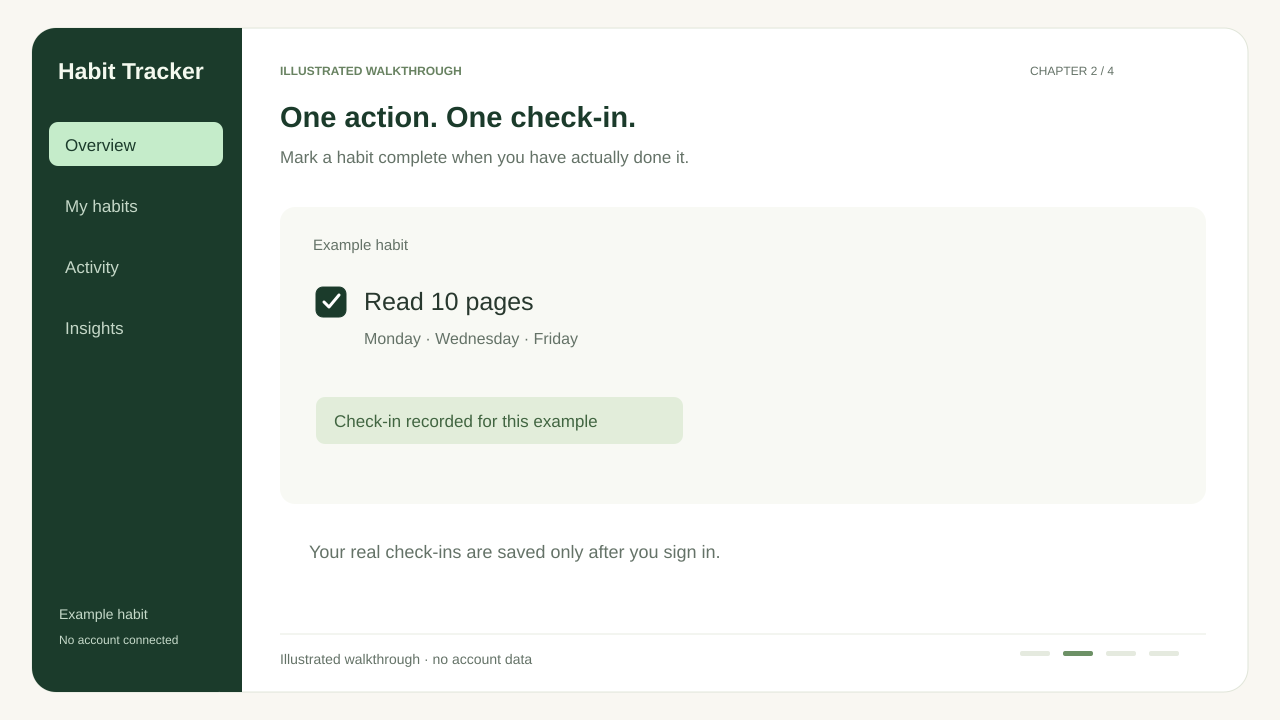 Habit Tracker
Overview
My habits
Activity
Insights
Example habit
No account connected
ILLUSTRATED WALKTHROUGH
CHAPTER 2 / 4
One action. One check-in.
Mark a habit complete when you have actually done it.
Example habit
Read 10 pages
Monday · Wednesday · Friday
Check-in recorded for this example
Your real check-ins are saved only after you sign in.
Illustrated walkthrough · no account data